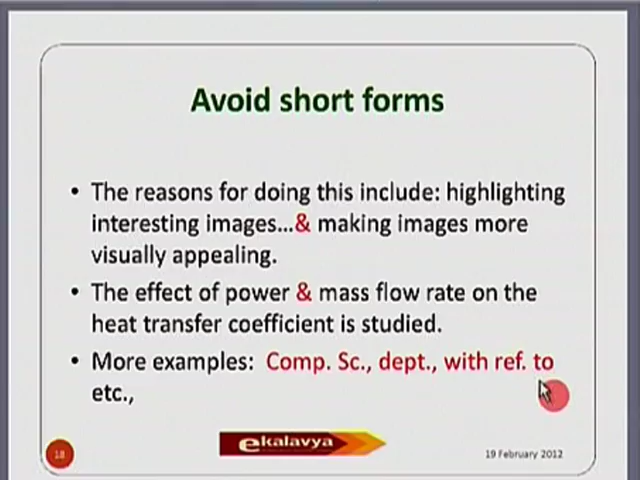 Avoid short forms
• The reasons for doing this include: highlighting
interesting images...& making images more
visually appealing.
• The effect of power & mass flow rate on the
heat transfer coefficient is studied.
• More examples: Comp. Sc., dept., with ref. to
etc.,
18
ekalavya
19 February 2012